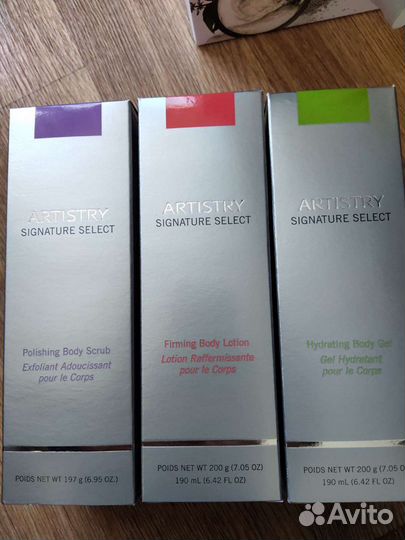 ARTISTRY
SIGNATURE SELECT
Polishing Body Scrub
Exfoliant Adoucissant
pour le Corps
POIDS NET WT 197 g (6.95 OZ.)
ARTISTRY
SIGNATURE SELECT
Firming Body Lotion
Lotion Raffermissante
pour le Corps
POIDS NET WT 200 g (7.05 OZ)
190 mL (6.42 FL OZ)
ARTISTRY
SIGNATURE SELECT
Hydrating Body Gel
Gel Hydratant
pour le Corps
POIDS NET WT 200 g (7.05 O
190 mL (6.42 FL OZ)
Avito